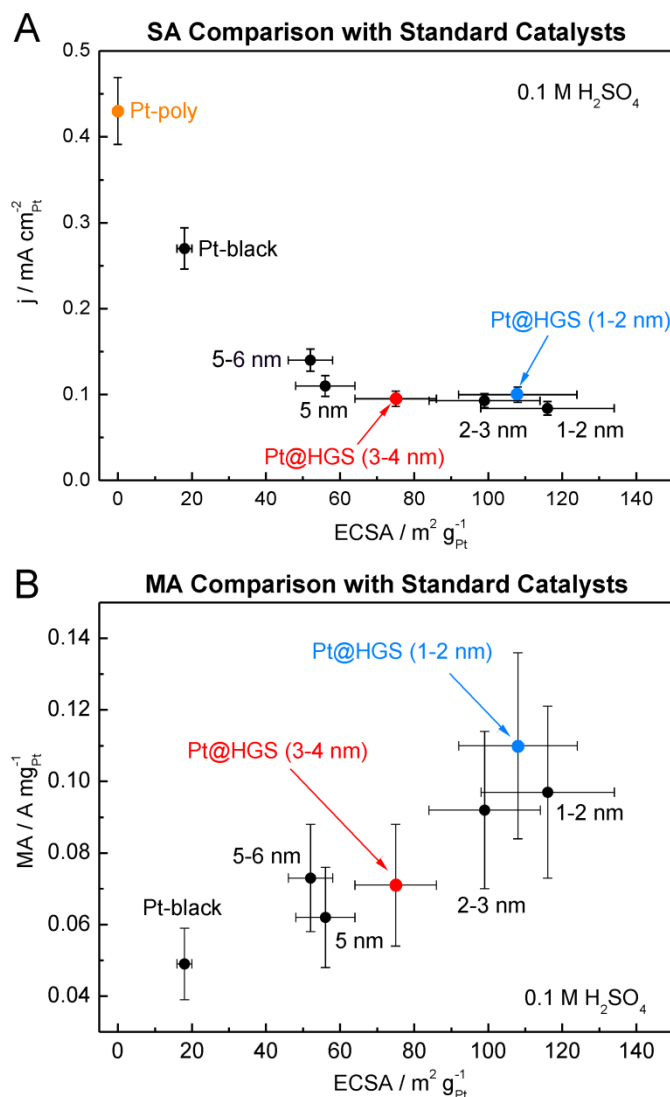 A
SA Comparison with Standard Catalysts
0.5
0.4
0.3
0.2
0.1
0.0
j / mA cm⁻²Pt
0.1 M H₂SO₄
Pt-poly
Pt-black
Pt@HGS (1-2 nm)
5-6 nm
5 nm
2-3 nm
1-2 nm
Pt@HGS (3-4 nm)
0 20 40 60 80 100 120 140
ECSA / m² g⁻¹Pt
B
MA Comparison with Standard Catalysts
0.14
0.12
0.10
0.08
0.06
0.04
MA / A mg⁻¹Pt
Pt@HGS (1-2 nm)
Pt@HGS (3-4 nm)
1-2 nm
5-6 nm
2-3 nm
5 nm
Pt-black
0.1 M H₂SO₄
0 20 40 60 80 100 120 140
ECSA / m² g⁻¹Pt